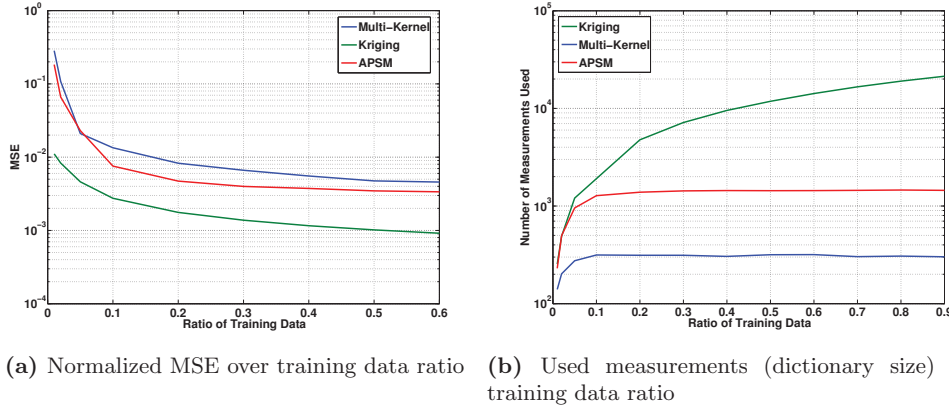 10^0
10^-1
10^-2
10^-3
10^-4
MSE
0 0.1 0.2 0.3 0.4 0.5 0.6
Ratio of Training Data
Multi-Kernel
Kriging
APSM
10^5
10^4
10^3
10^2
Number of Measurements Used
0 0.1 0.2 0.3 0.4 0.5 0.6 0.7 0.8 0.9
Ratio of Training Data
Kriging
Multi-Kernel
APSM
(a) Normalized MSE over training data ratio
(b) Used measurements (dictionary size)
training data ratio